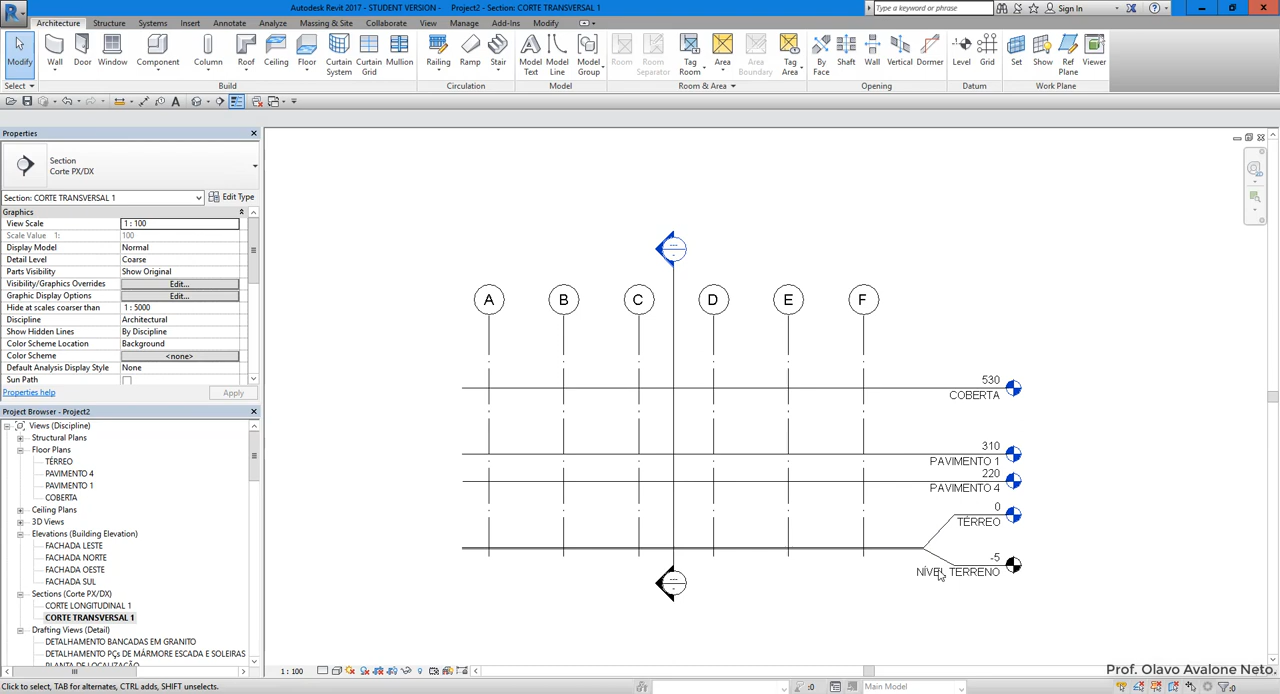 Autodesk Revit 2017 - STUDENT VERSION - Project2 - Section: CORTE TRANSVERSAL 1
Type a keyword or phrase
Sign In
Architecture Structure Systems Insert Annotate Analyze Massing & Site Collaborate View Manage Add-Ins Modify
Modify Wall Door Window Component Column Roof Ceiling Floor Curtain System Curtain Grid Mullion Railing Ramp Stair Model Text Model Line Model Group Room Room Separator Tag Room Area Area Boundary Tag Area By Face Shaft Wall Vertical Dormer Level Grid Set Show Ref Plane Viewer
Select Build Circulation Model Room & Area Opening Datum Work Plane
Properties
Section
Corte PX/DX
Section: CORTE TRANSVERSAL 1 Edit Type
Graphics
View Scale 1 : 100
Scale Value 1: 100
Display Model Normal
Detail Level Coarse
Parts Visibility Show Original
Visibility/Graphics Overrides Edit...
Graphic Display Options Edit...
Hide at scales coarser than 1 : 5000
Discipline Architectural
Show Hidden Lines By Discipline
Color Scheme Location Background
Color Scheme <none>
Default Analysis Display Style None
Sun Path
Properties help Apply
Project Browser - Project2
Views (Discipline)
Structural Plans
Floor Plans
TÉRREO
PAVIMENTO 4
PAVIMENTO 1
COBERTA
Ceiling Plans
3D Views
Elevations (Building Elevation)
FACHADA LESTE
FACHADA NORTE
FACHADA OESTE
FACHADA SUL
Sections (Corte PX/DX)
CORTE LONGITUDINAL 1
CORTE TRANSVERSAL 1
Drafting Views (Detail)
DETALHAMENTO BANCADAS EM GRANITO
DETALHAMENTO PÇs DE MÁRMORE ESCADA E SOLEIRAS
PLANTA DE LOCALIZAÇÃO
A B C D E F
530
COBERTA
310
PAVIMENTO 1
220
PAVIMENTO 4
0
TÉRREO
-5
NÍVEL TERRENO
1 : 100
Prof. Olavo Avalone Neto.
Click to select, TAB for alternates, CTRL adds, SHIFT unselects.
:0
Main Model
:0